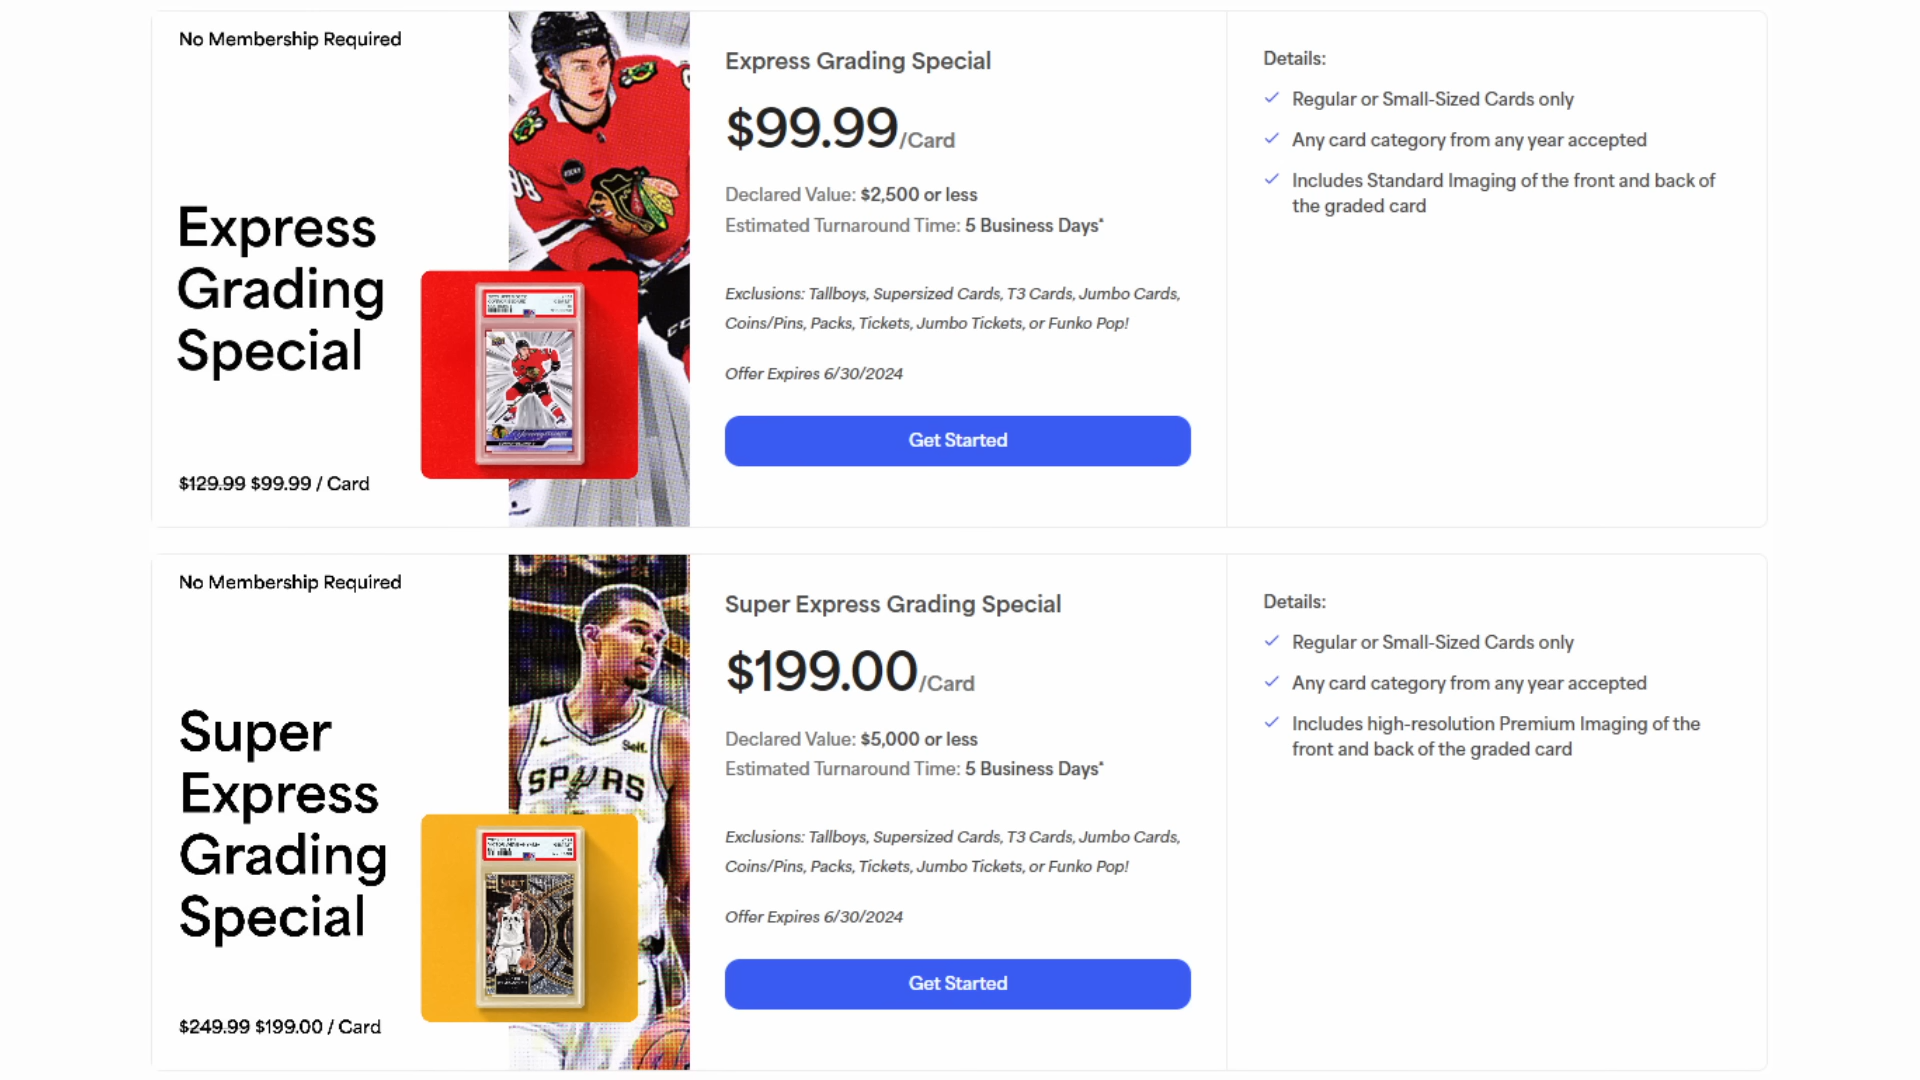 No Membership Required
Express
Grading
Special
$129.99 $99.99 / Card
98
Express Grading Special
$99.99/Card
Declared Value: $2,500 or less
Estimated Turnaround Time: 5 Business Days*
Exclusions: Tallboys, Supersized Cards, T3 Cards, Jumbo Cards,
Coins/Pins, Packs, Tickets, Jumbo Tickets, or Funko Pop!
Offer Expires 6/30/2024
Get Started
Details:
Regular or Small-Sized Cards only
Any card category from any year accepted
Includes Standard Imaging of the front and back of
the graded card
No Membership Required
Super
Express
Grading
Special
$249.99 $199.00 / Card
Self.
SPURS
Super Express Grading Special
$199.00/Card
Declared Value: $5,000 or less
Estimated Turnaround Time: 5 Business Days*
Exclusions: Tallboys, Supersized Cards, T3 Cards, Jumbo Cards,
Coins/Pins, Packs, Tickets, Jumbo Tickets, or Funko Pop!
Offer Expires 6/30/2024
Get Started
Details:
Regular or Small-Sized Cards only
Any card category from any year accepted
Includes high-resolution Premium Imaging of the
front and back of the graded card